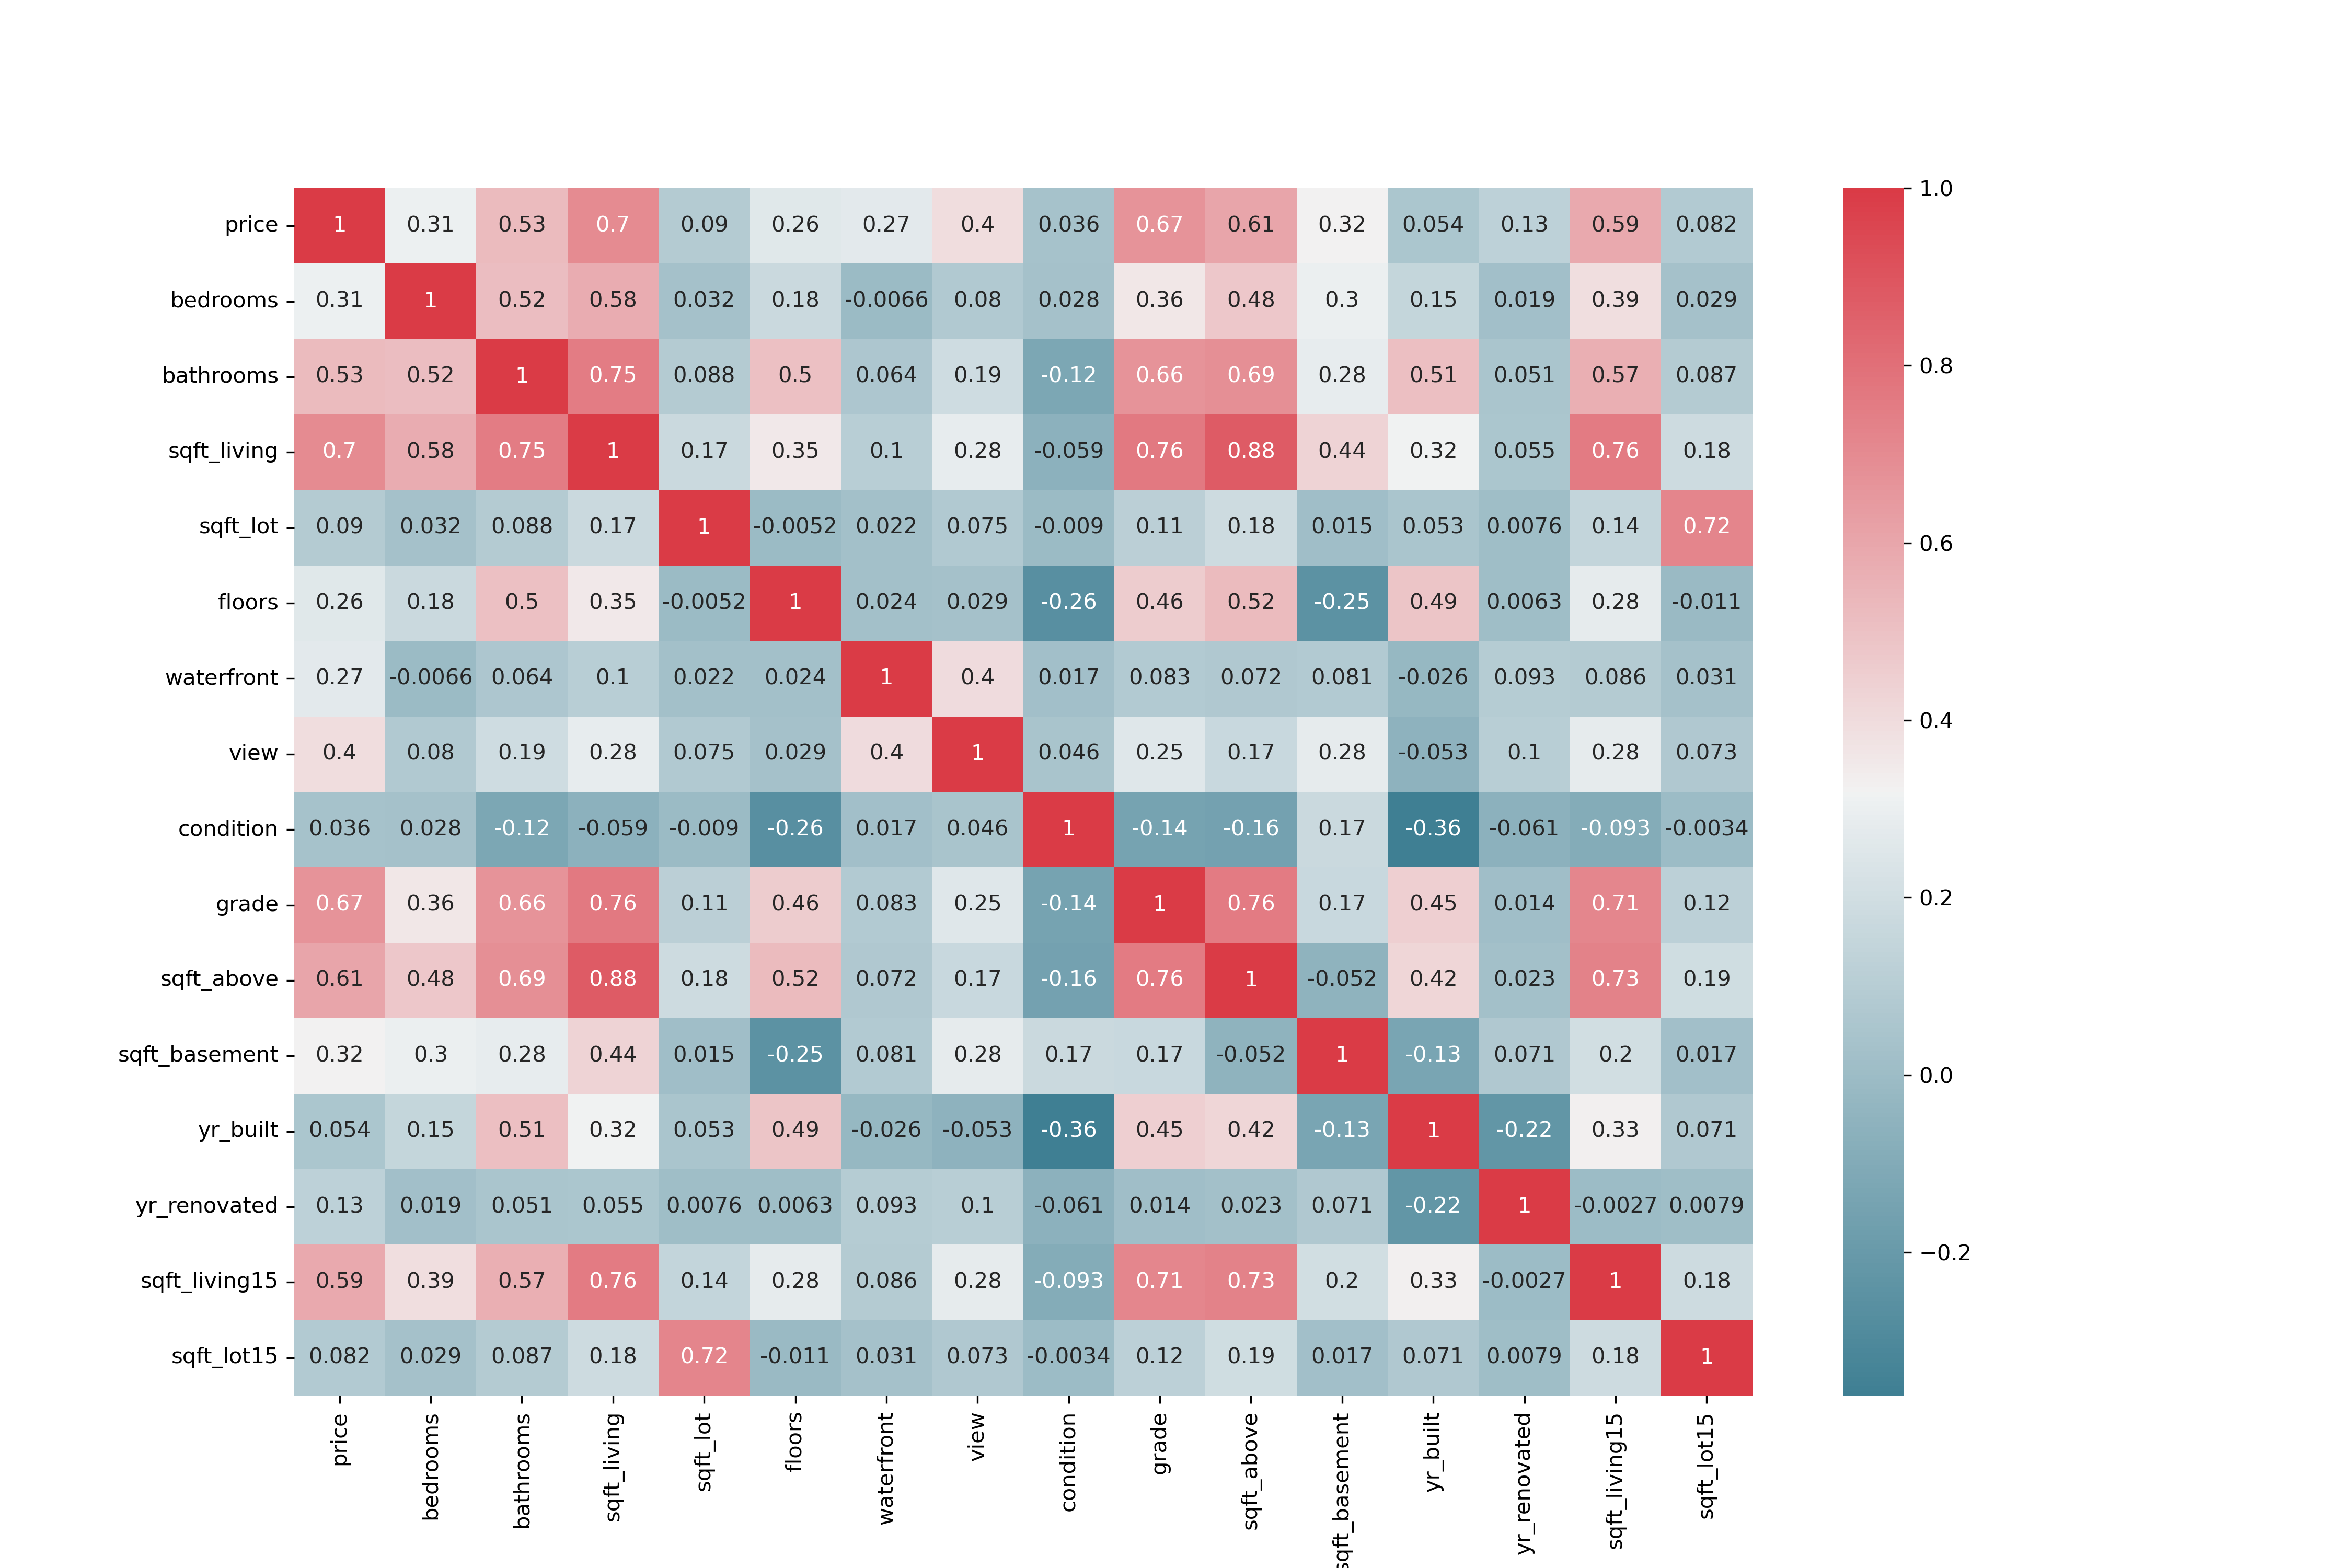 price 1 0.31 0.53 0.7 0.09 0.26 0.27 0.4 0.036 0.67 0.61 0.32 0.054 0.13 0.59 0.082
bedrooms 0.31 1 0.52 0.58 0.032 0.18 -0.0066 0.08 0.028 0.36 0.48 0.3 0.15 0.019 0.39 0.029
bathrooms 0.53 0.52 1 0.75 0.088 0.5 0.064 0.19 -0.12 0.66 0.69 0.28 0.51 0.051 0.57 0.087
sqft_living 0.7 0.58 0.75 1 0.17 0.35 0.1 0.28 -0.059 0.76 0.88 0.44 0.32 0.055 0.76 0.18
sqft_lot 0.09 0.032 0.088 0.17 1 -0.0052 0.022 0.075 -0.009 0.11 0.18 0.015 0.053 0.0076 0.14 0.72
floors 0.26 0.18 0.5 0.35 -0.0052 1 0.024 0.029 -0.26 0.46 0.52 -0.25 0.49 0.0063 0.28 -0.011
waterfront 0.27 -0.0066 0.064 0.1 0.022 0.024 1 0.4 0.017 0.083 0.072 0.081 -0.026 0.093 0.086 0.031
view 0.4 0.08 0.19 0.28 0.075 0.029 0.4 1 0.046 0.25 0.17 0.28 -0.053 0.1 0.28 0.073
condition 0.036 0.028 -0.12 -0.059 -0.009 -0.26 0.017 0.046 1 -0.14 -0.16 0.17 -0.36 -0.061 -0.093 -0.0034
grade 0.67 0.36 0.66 0.76 0.11 0.46 0.083 0.25 -0.14 1 0.76 0.17 0.45 0.014 0.71 0.12
sqft_above 0.61 0.48 0.69 0.88 0.18 0.52 0.072 0.17 -0.16 0.76 1 -0.052 0.42 0.023 0.73 0.19
sqft_basement 0.32 0.3 0.28 0.44 0.015 -0.25 0.081 0.28 0.17 0.17 -0.052 1 -0.13 0.071 0.2 0.017
yr_built 0.054 0.15 0.51 0.32 0.053 0.49 -0.026 -0.053 -0.36 0.45 0.42 -0.13 1 -0.22 0.33 0.071
yr_renovated 0.13 0.019 0.051 0.055 0.0076 0.0063 0.093 0.1 -0.061 0.014 0.023 0.071 -0.22 1 -0.0027 0.0079
sqft_living15 0.59 0.39 0.57 0.76 0.14 0.28 0.086 0.28 -0.093 0.71 0.73 0.2 0.33 -0.0027 1 0.18
sqft_lot15 0.082 0.029 0.087 0.18 0.72 -0.011 0.031 0.073 -0.0034 0.12 0.19 0.017 0.071 0.0079 0.18 1
price
bedrooms
bathrooms
sqft_living
sqft_lot
floors
waterfront
view
condition
grade
sqft_above
sqft_basement
yr_built
yr_renovated
sqft_living15
sqft_lot15
1.0
0.8
0.6
0.4
0.2
0.0
−0.2